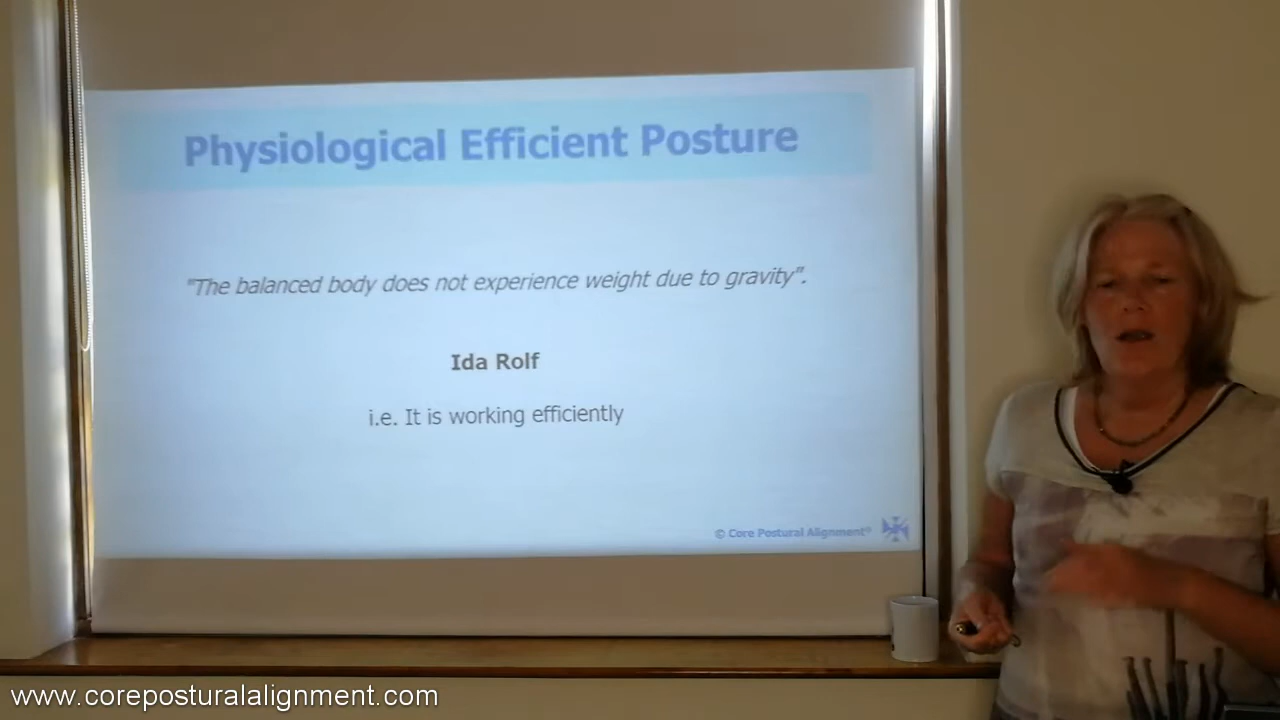 Physiological Efficient Posture
"The balanced body does not experience weight due to gravity".
Ida Rolf
i.e. It is working efficiently
© Core Postural Alignment®
www.coreposturalalignment.com